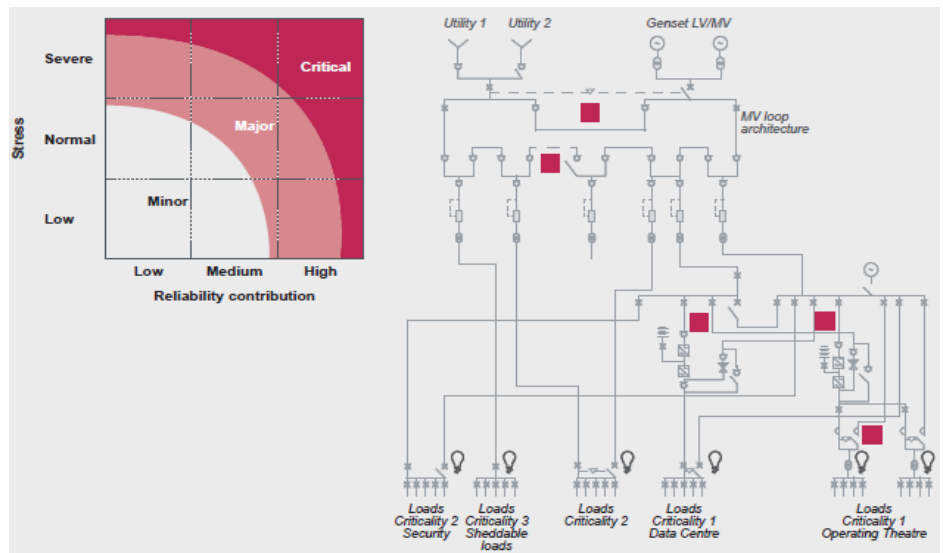 Severe
Normal
Low
Stress
Critical
Major
Minor
Low
Medium
High
Reliability contribution
Utility 1
Utility 2
Genset LV/MV
MV loop
architecture
Loads
Criticality 2
Security
Loads
Criticality 3
Sheddable
loads
Loads
Criticality 2
Loads
Criticality 1
Data Centre
Loads
Criticality 1
Operating Theatre